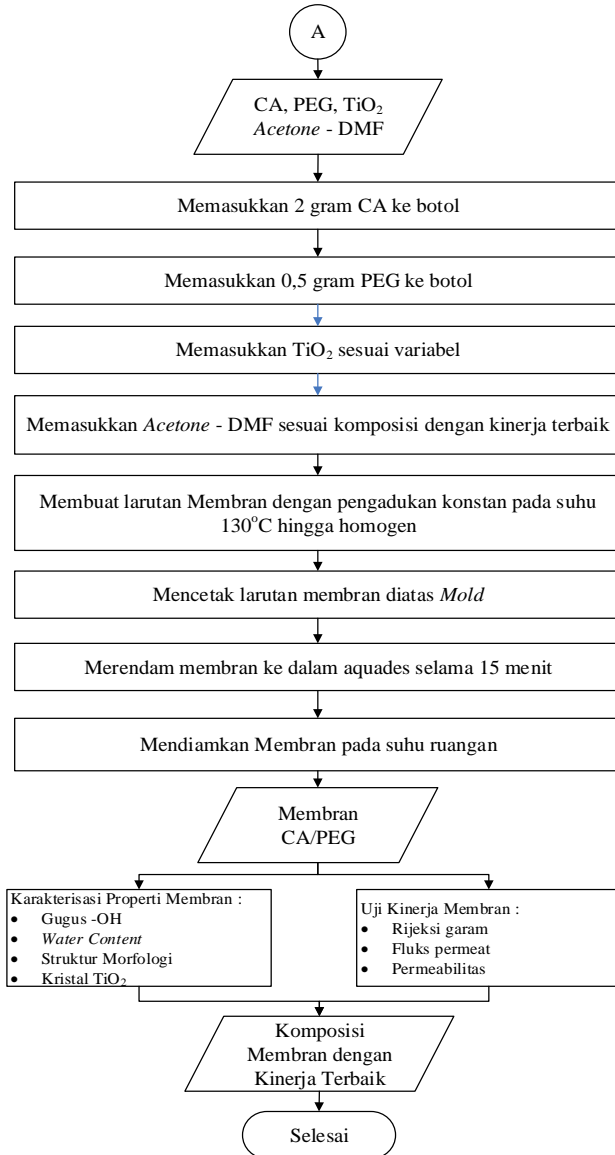 A
CA, PEG, TiO₂
Acetone - DMF
Memasukkan 2 gram CA ke botol
Memasukkan 0,5 gram PEG ke botol
Memasukkan TiO₂ sesuai variabel
Memasukkan Acetone - DMF sesuai komposisi dengan kinerja terbaik
Membuat larutan Membran dengan pengadukan konstan pada suhu
130°C hingga homogen
Mencetak larutan membran diatas Mold
Merendam membran ke dalam aquades selama 15 menit
Mendiamkan Membran pada suhu ruangan
Membran
CA/PEG
Karakterisasi Properti Membran :
• Gugus -OH
• Water Content
• Struktur Morfologi
• Kristal TiO₂
Uji Kinerja Membran :
• Rijeksi garam
• Fluks permeat
• Permeabilitas
Komposisi
Membran dengan
Kinerja Terbaik
Selesai